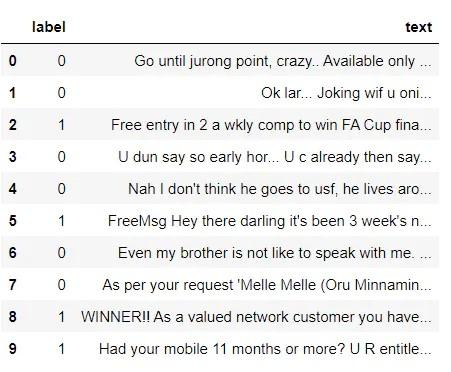 label text
0 0 Go until jurong point, crazy.. Available only ...
1 0 Ok lar... Joking wif u oni...
2 1 Free entry in 2 a wkly comp to win FA Cup fina...
3 0 U dun say so early hor... U c already then say...
4 0 Nah I don't think he goes to usf, he lives aro...
5 1 FreeMsg Hey there darling it's been 3 week's n...
6 0 Even my brother is not like to speak with me. ...
7 0 As per your request 'Melle Melle (Oru Minnamin...
8 1 WINNER!! As a valued network customer you have...
9 1 Had your mobile 11 months or more? U R entitle...